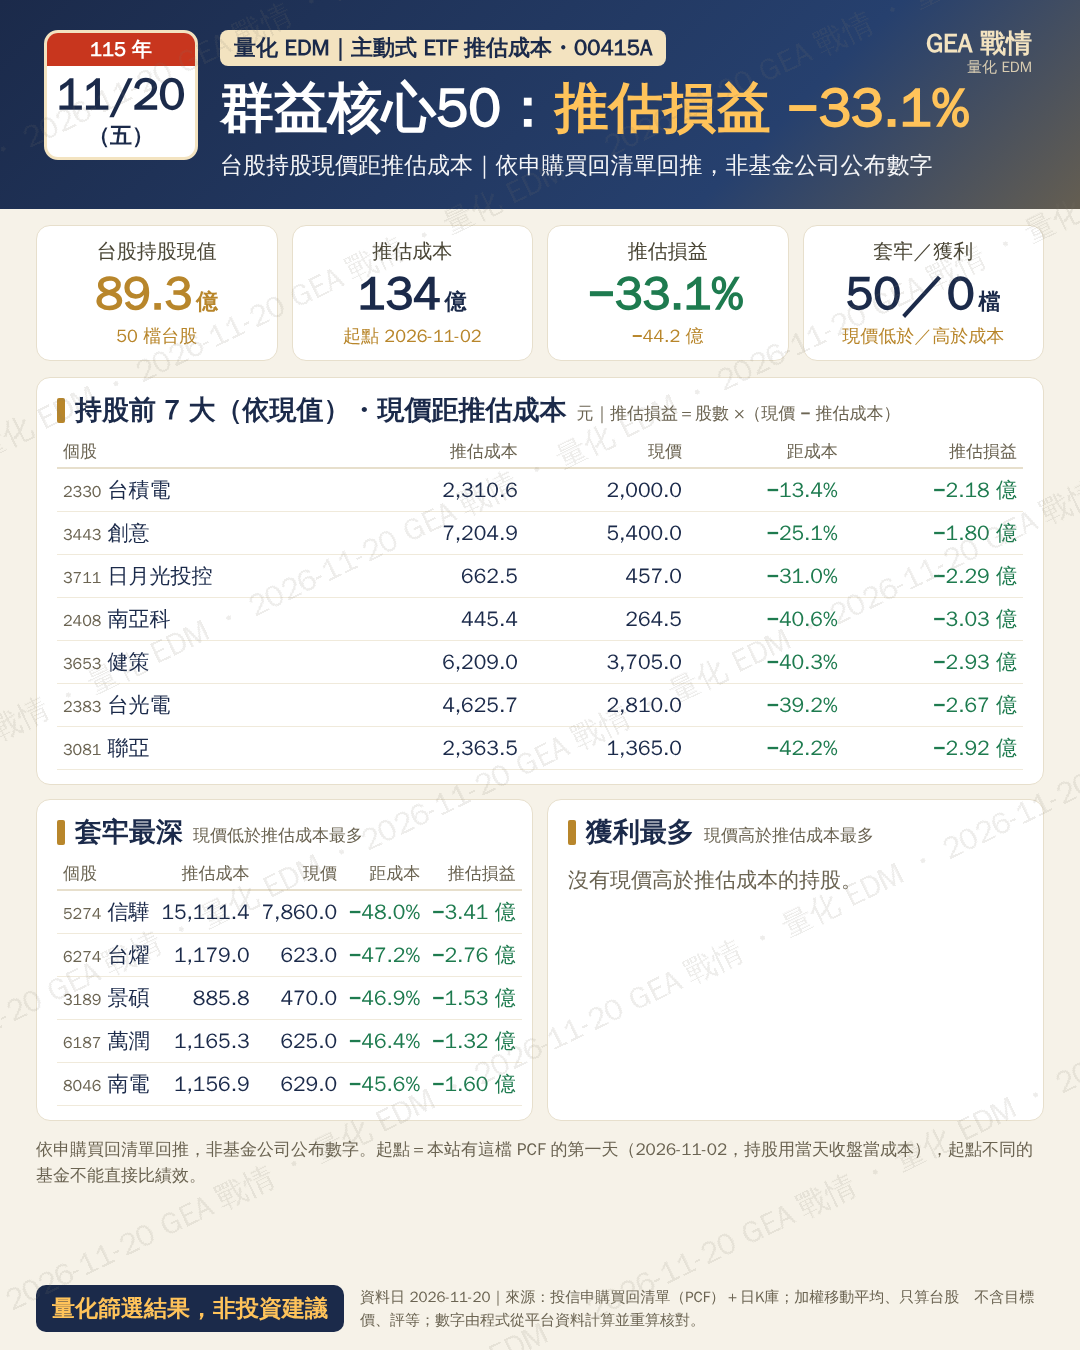 115 年
11/20
（五）
量化 EDM｜主動式 ETF 推估成本・00415A
群益核心50：推估損益 −33.1%
台股持股現價距推估成本｜依申購買回清單回推，非基金公司公布數字
GEA 戰情
量化 EDM
台股持股現值
89.3 億
50 檔台股
推估成本
134 億
起點 2026-11-02
推估損益
−33.1%
−44.2 億
套牢／獲利
50／0 檔
現價低於／高於成本
持股前 7 大（依現值）・現價距推估成本 元｜推估損益＝股數 ×（現價 − 推估成本）
個股 推估成本 現價 距成本 推估損益
2330 台積電 2,310.6 2,000.0 −13.4% −2.18 億
3443 創意 7,204.9 5,400.0 −25.1% −1.80 億
3711 日月光投控 662.5 457.0 −31.0% −2.29 億
2408 南亞科 445.4 264.5 −40.6% −3.03 億
3653 健策 6,209.0 3,705.0 −40.3% −2.93 億
2383 台光電 4,625.7 2,810.0 −39.2% −2.67 億
3081 聯亞 2,363.5 1,365.0 −42.2% −2.92 億
套牢最深 現價低於推估成本最多
個股 推估成本 現價 距成本 推估損益
5274 信驊 15,111.4 7,860.0 −48.0% −3.41 億
6274 台燿 1,179.0 623.0 −47.2% −2.76 億
3189 景碩 885.8 470.0 −46.9% −1.53 億
6187 萬潤 1,165.3 625.0 −46.4% −1.32 億
8046 南電 1,156.9 629.0 −45.6% −1.60 億
獲利最多 現價高於推估成本最多
沒有現價高於推估成本的持股。
依申購買回清單回推，非基金公司公布數字。起點＝本站有這檔 PCF 的第一天（2026-11-02，持股用當天收盤當成本），起點不同的
基金不能直接比績效。
量化篩選結果，非投資建議
資料日 2026-11-20｜來源：投信申購買回清單（PCF）＋日K庫；加權移動平均、只算台股　不含目標
價、評等；數字由程式從平台資料計算並重算核對。